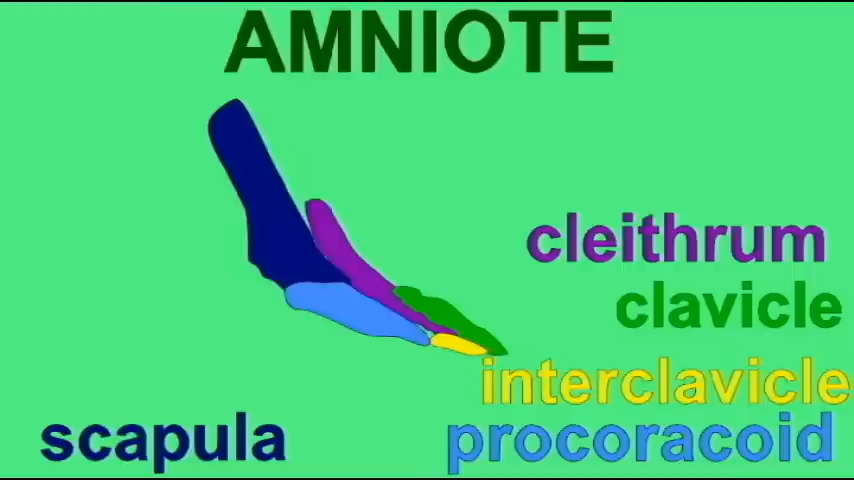 AMNIOTE
cleithrum
clavicle
interclavicle
scapula procoracoid